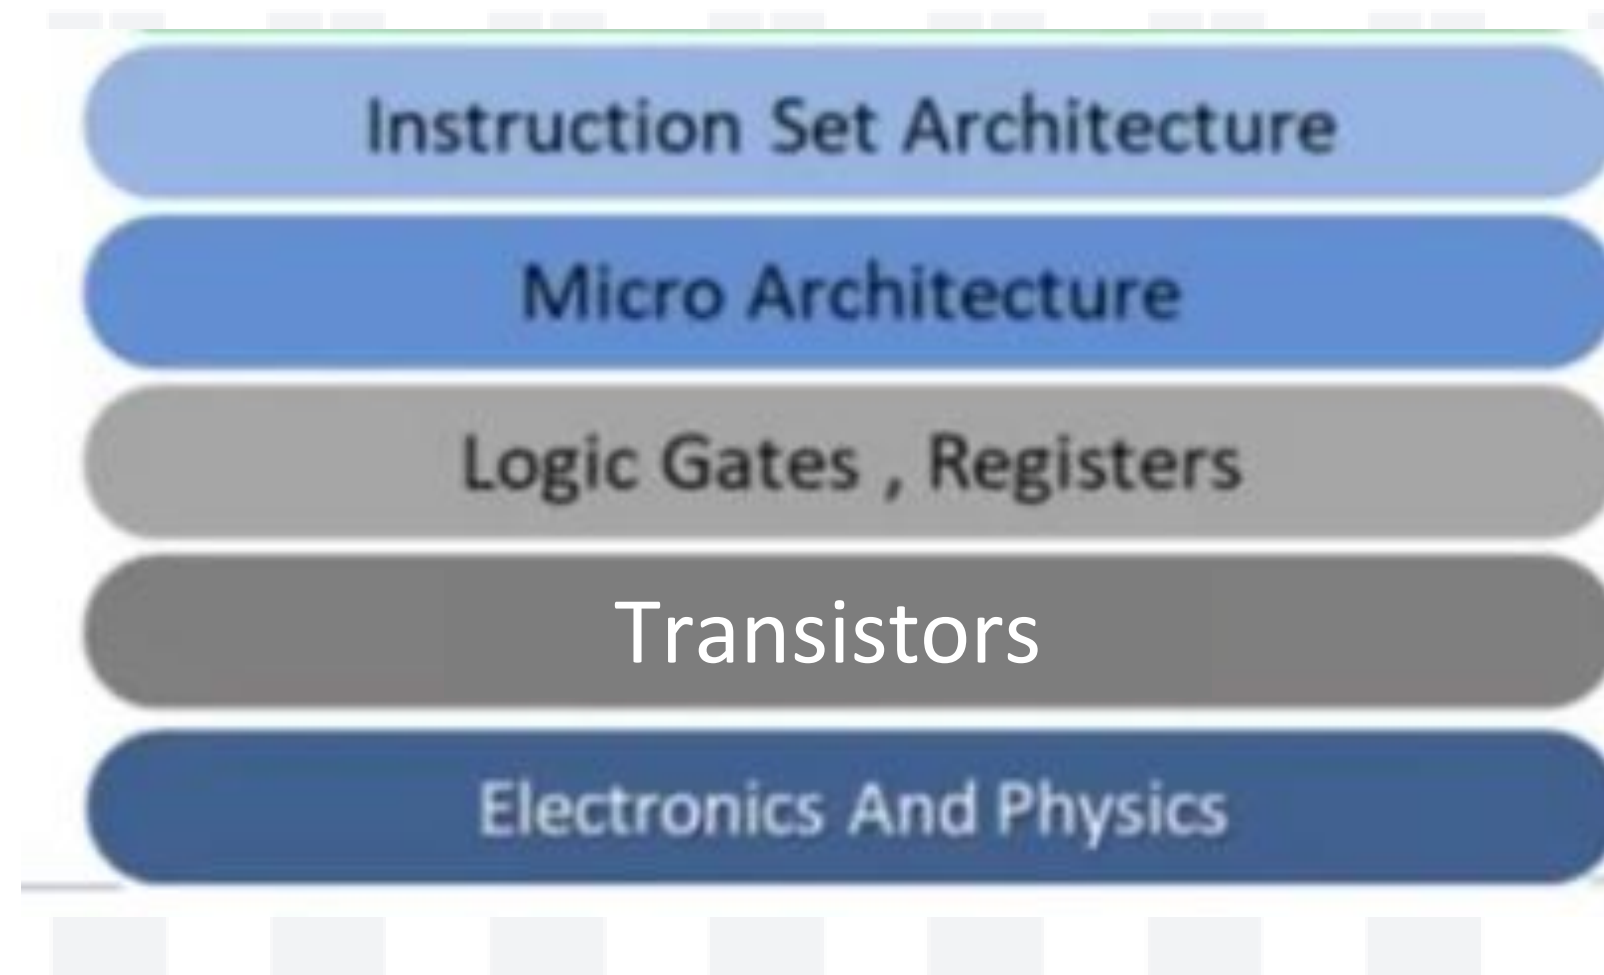 Instruction Set Architecture
Micro Architecture
Logic Gates , Registers
Transistors
Electronics And Physics